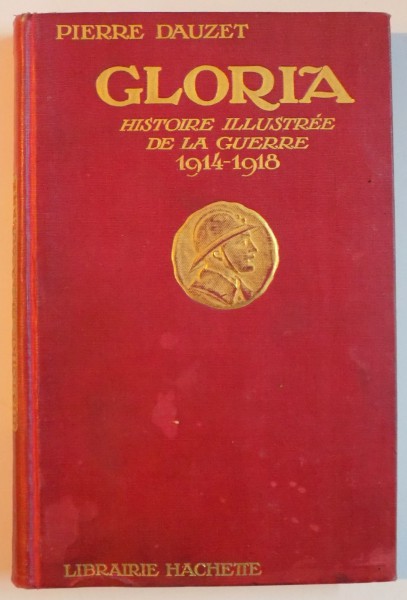 PIERRE DAUZET
GLORIA
HISTOIRE ILLUSTRÉE
DE LA GUERRE
1914-1918
LIBRAIRIE HACHETTE